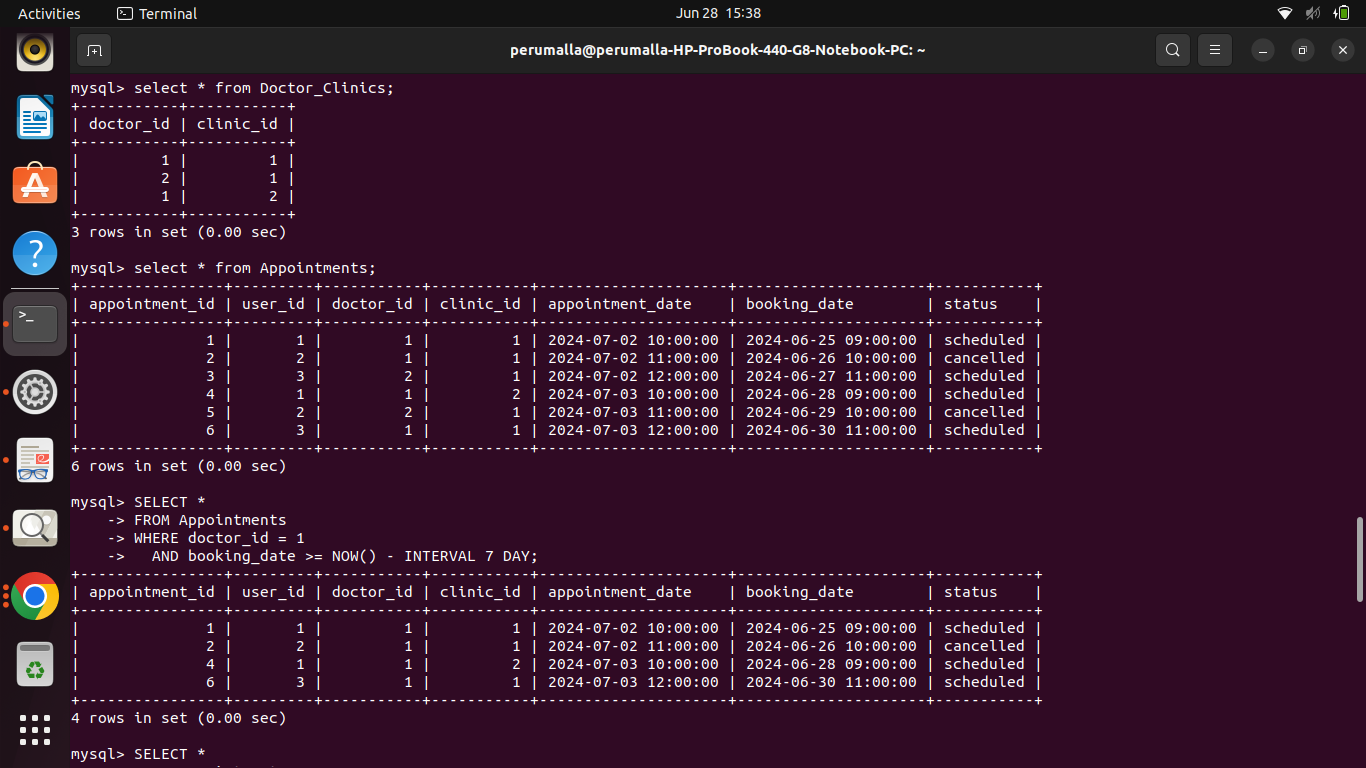 Activities Terminal Jun 28 15:38
perumalla@perumalla-HP-ProBook-440-G8-Notebook-PC: ~
mysql> select * from Doctor_Clinics;
+-----------+-----------+
| doctor_id | clinic_id |
+-----------+-----------+
|         1 |         1 |
|         2 |         1 |
|         1 |         2 |
+-----------+-----------+
3 rows in set (0.00 sec)
mysql> select * from Appointments;
+----------------+---------+-----------+-----------+---------------------+---------------------+-----------+
| appointment_id | user_id | doctor_id | clinic_id | appointment_date    | booking_date        | status    |
+----------------+---------+-----------+-----------+---------------------+---------------------+-----------+
|              1 |       1 |         1 |         1 | 2024-07-02 10:00:00 | 2024-06-25 09:00:00 | scheduled |
|              2 |       2 |         1 |         1 | 2024-07-02 11:00:00 | 2024-06-26 10:00:00 | cancelled |
|              3 |       3 |         2 |         1 | 2024-07-02 12:00:00 | 2024-06-27 11:00:00 | scheduled |
|              4 |       1 |         1 |         2 | 2024-07-03 10:00:00 | 2024-06-28 09:00:00 | scheduled |
|              5 |       2 |         2 |         1 | 2024-07-03 11:00:00 | 2024-06-29 10:00:00 | cancelled |
|              6 |       3 |         1 |         1 | 2024-07-03 12:00:00 | 2024-06-30 11:00:00 | scheduled |
+----------------+---------+-----------+-----------+---------------------+---------------------+-----------+
6 rows in set (0.00 sec)
mysql> SELECT *
    -> FROM Appointments
    -> WHERE doctor_id = 1
    ->   AND booking_date >= NOW() - INTERVAL 7 DAY;
+----------------+---------+-----------+-----------+---------------------+---------------------+-----------+
| appointment_id | user_id | doctor_id | clinic_id | appointment_date    | booking_date        | status    |
+----------------+---------+-----------+-----------+---------------------+---------------------+-----------+
|              1 |       1 |         1 |         1 | 2024-07-02 10:00:00 | 2024-06-25 09:00:00 | scheduled |
|              2 |       2 |         1 |         1 | 2024-07-02 11:00:00 | 2024-06-26 10:00:00 | cancelled |
|              4 |       1 |         1 |         2 | 2024-07-03 10:00:00 | 2024-06-28 09:00:00 | scheduled |
|              6 |       3 |         1 |         1 | 2024-07-03 12:00:00 | 2024-06-30 11:00:00 | scheduled |
+----------------+---------+-----------+-----------+---------------------+---------------------+-----------+
4 rows in set (0.00 sec)
mysql> SELECT *